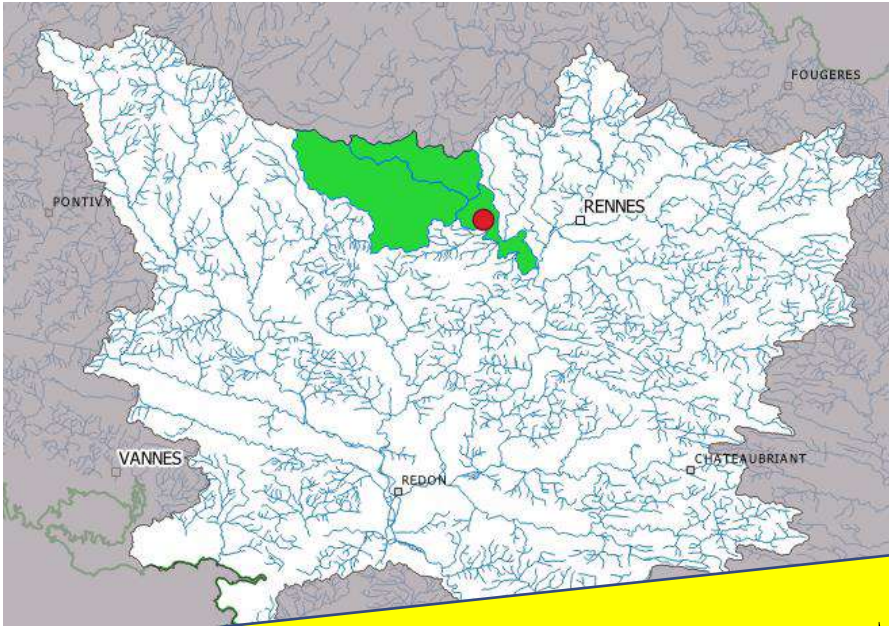 FOUGERES
PONTIVY
RENNES
VANNES
CHATEAUBRIANT
REDON